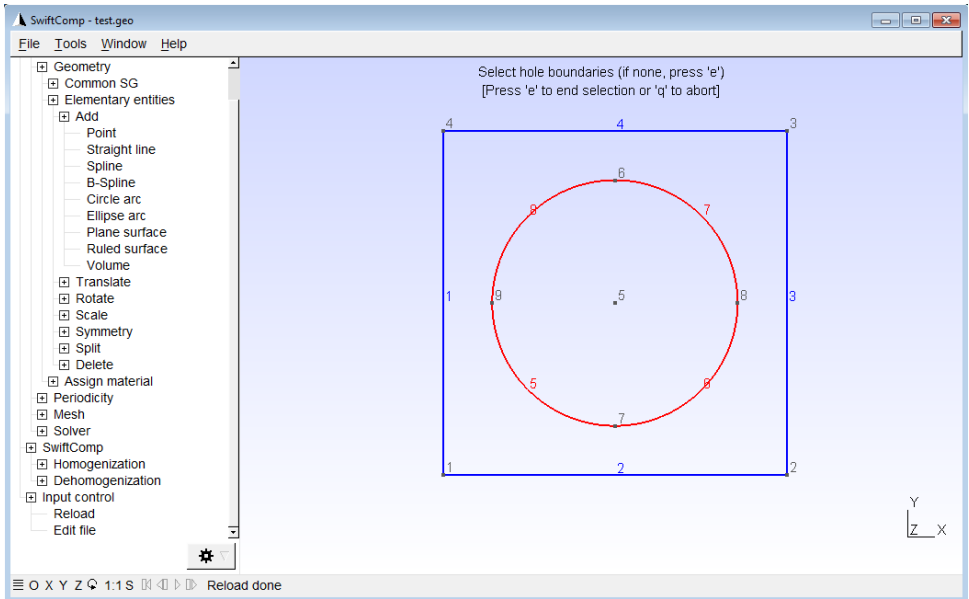 SwiftComp - test.geo
File Tools Window Help
Geometry
Common SG
Elementary entities
Add
Point
Straight line
Spline
B-Spline
Circle arc
Ellipse arc
Plane surface
Ruled surface
Volume
Translate
Rotate
Scale
Symmetry
Split
Delete
Assign material
Periodicity
Mesh
Solver
SwiftComp
Homogenization
Dehomogenization
Input control
Reload
Edit file
Select hole boundaries (if none, press 'e')
[Press 'e' to end selection or 'q' to abort]
4 4 3
6
8 7
1 9 5 8 3
5 6
7
1 2 2
Y
Z X
O X Y Z 1:1 S Reload done